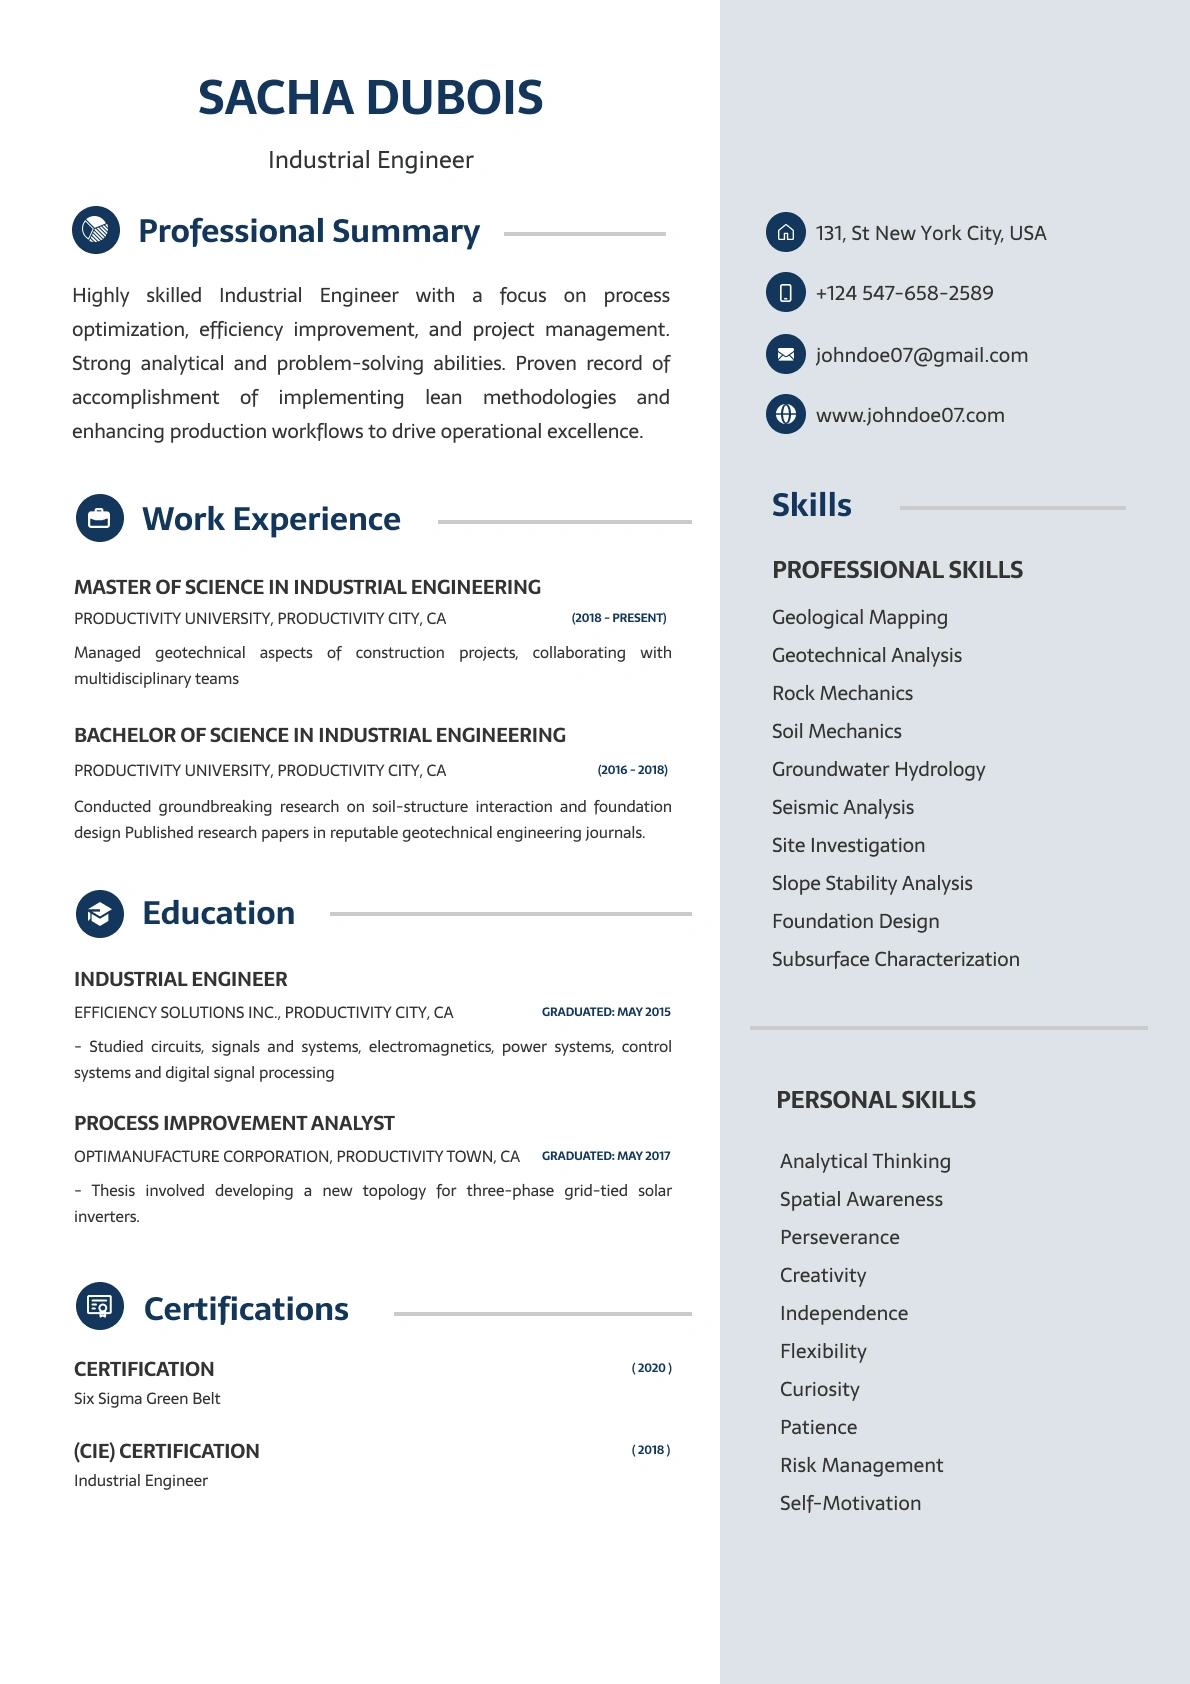 SACHA DUBOIS
Industrial Engineer
Professional Summary
Highly skilled Industrial Engineer with a focus on process
optimization, efficiency improvement, and project management.
Strong analytical and problem-solving abilities. Proven record of
accomplishment of implementing lean methodologies and
enhancing production workflows to drive operational excellence.
Work Experience
MASTER OF SCIENCE IN INDUSTRIAL ENGINEERING
PRODUCTIVITY UNIVERSITY, PRODUCTIVITY CITY, CA (2018 - PRESENT)
Managed geotechnical aspects of construction projects, collaborating with
multidisciplinary teams
BACHELOR OF SCIENCE IN INDUSTRIAL ENGINEERING
PRODUCTIVITY UNIVERSITY, PRODUCTIVITY CITY, CA (2016 - 2018)
Conducted groundbreaking research on soil-structure interaction and foundation
design Published research papers in reputable geotechnical engineering journals.
Education
INDUSTRIAL ENGINEER
EFFICIENCY SOLUTIONS INC., PRODUCTIVITY CITY, CA GRADUATED: MAY 2015
- Studied circuits, signals and systems, electromagnetics, power systems, control
systems and digital signal processing
PROCESS IMPROVEMENT ANALYST
OPTIMANUFACTURE CORPORATION, PRODUCTIVITY TOWN, CA GRADUATED: MAY 2017
- Thesis involved developing a new topology for three-phase grid-tied solar
inverters.
Certifications
CERTIFICATION ( 2020 )
Six Sigma Green Belt
(CIE) CERTIFICATION ( 2018 )
Industrial Engineer
131, St New York City, USA
+124 547-658-2589
johndoe07@gmail.com
www.johndoe07.com
Skills
PROFESSIONAL SKILLS
Geological Mapping
Geotechnical Analysis
Rock Mechanics
Soil Mechanics
Groundwater Hydrology
Seismic Analysis
Site Investigation
Slope Stability Analysis
Foundation Design
Subsurface Characterization
PERSONAL SKILLS
Analytical Thinking
Spatial Awareness
Perseverance
Creativity
Independence
Flexibility
Curiosity
Patience
Risk Management
Self-Motivation